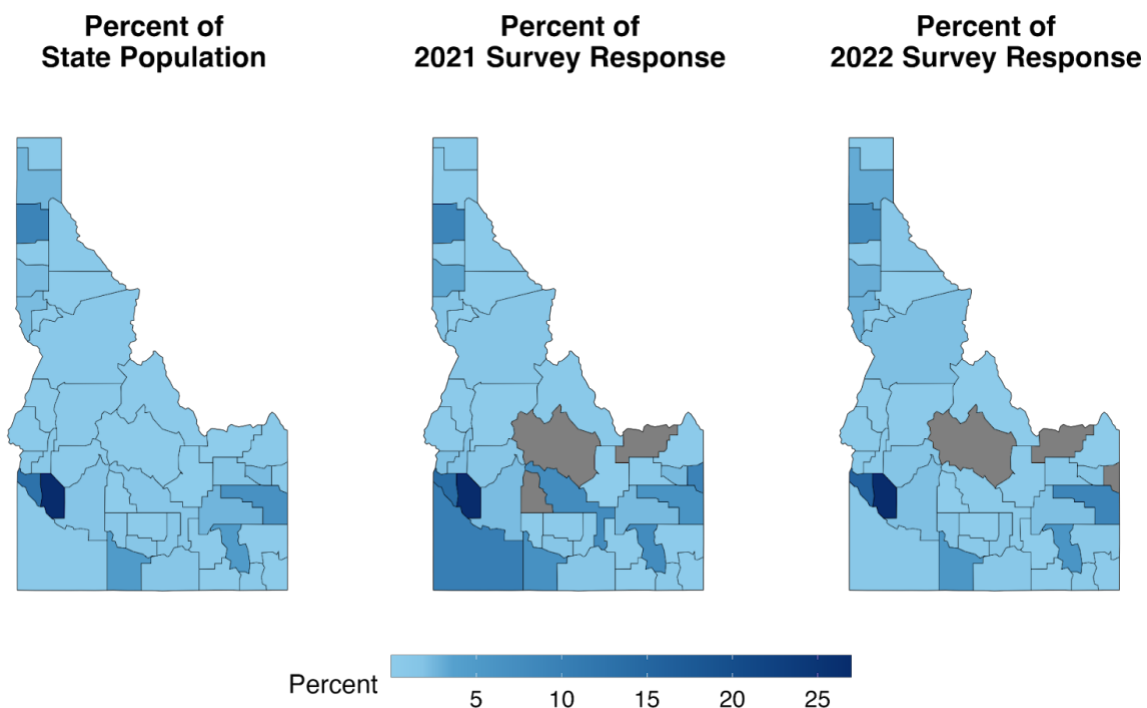 Percent of
State Population
Percent of
2021 Survey Response
Percent of
2022 Survey Response
Percent
5
10
15
20
25